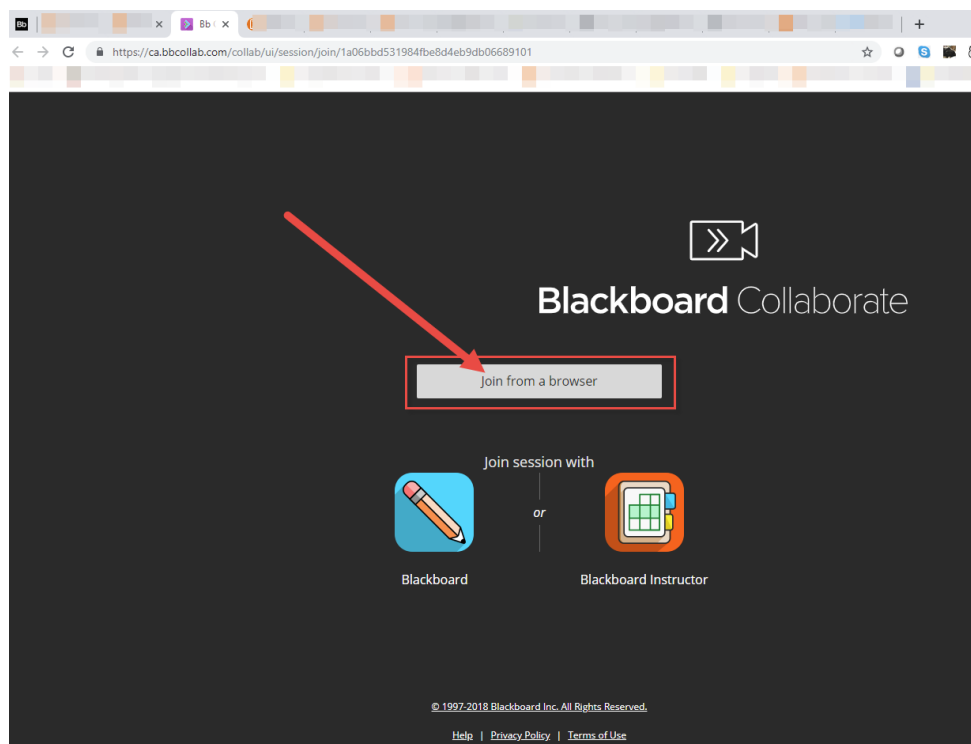 Bb
Bb
https://ca.bbcollab.com/collab/ui/session/join/1a06bbd531984fbe8d4eb9db06689101
Blackboard Collaborate
Join from a browser
Join session with
or
Blackboard
Blackboard Instructor
© 1997-2018 Blackboard Inc. All Rights Reserved.
Help | Privacy Policy | Terms of Use